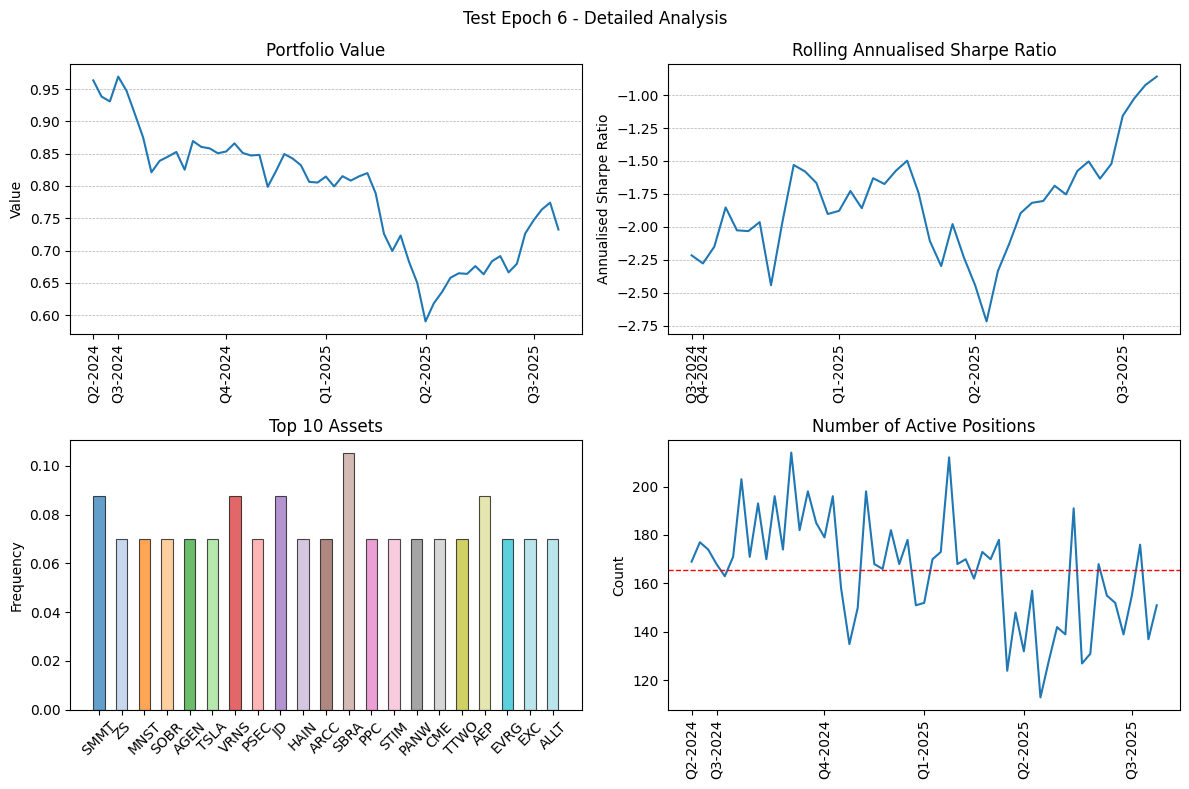 Test Epoch 6 - Detailed Analysis
Portfolio Value
Value
0.95
0.90
0.85
0.80
0.75
0.70
0.65
0.60
Q2-2024
Q3-2024
Q4-2024
Q1-2025
Q2-2025
Q3-2025
Rolling Annualised Sharpe Ratio
Annualised Sharpe Ratio
−1.00
−1.25
−1.50
−1.75
−2.00
−2.25
−2.50
−2.75
Q3-2024
Q4-2024
Q1-2025
Q2-2025
Q3-2025
Top 10 Assets
Frequency
0.10
0.08
0.06
0.04
0.02
0.00
SMMT
ZS
MNST
SOBR
AGEN
TSLA
VRNS
PSEC
JD
HAIN
ARCC
SBRA
PPC
STIM
PANW
CME
TTWO
AEP
EVRG
EXC
ALLT
Number of Active Positions
Count
200
180
160
140
120
Q2-2024
Q3-2024
Q4-2024
Q1-2025
Q2-2025
Q3-2025